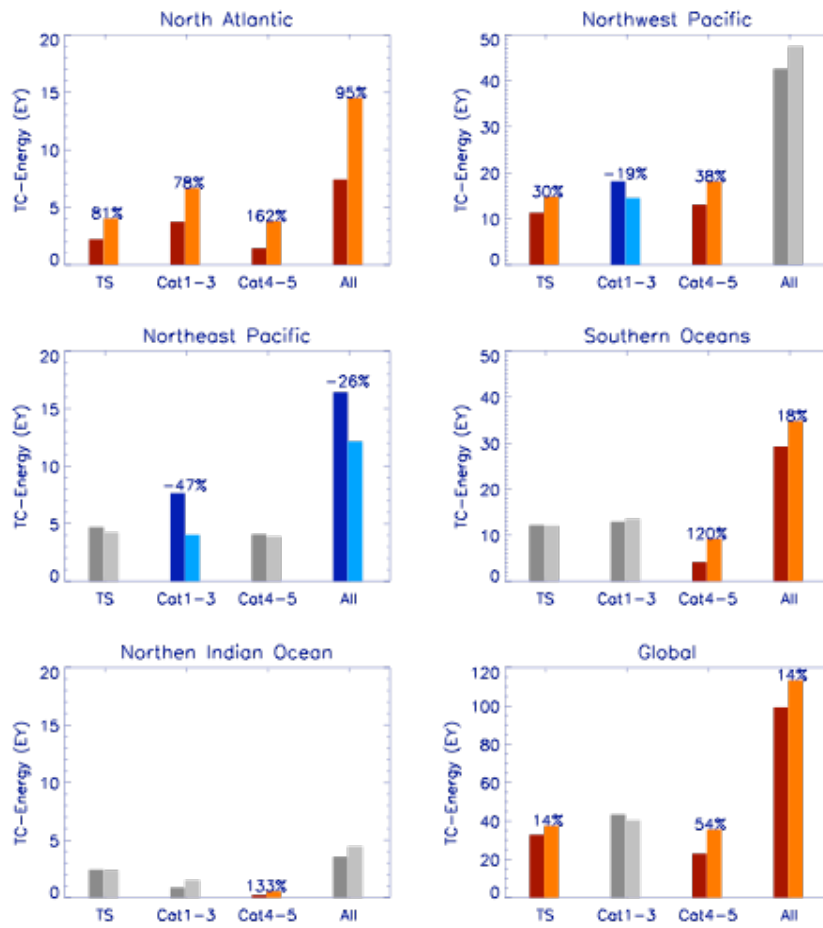 North Atlantic
TC-Energy (EY)
20
15
10
5
0
81%
78%
162%
95%
TS Cat1-3 Cat4-5 All
Northwest Pacific
TC-Energy (EY)
50
40
30
20
10
0
30%
-19%
38%
TS Cat1-3 Cat4-5 All
Northeast Pacific
TC-Energy (EY)
20
15
10
5
0
-47%
-26%
TS Cat1-3 Cat4-5 All
Southern Oceans
TC-Energy (EY)
50
40
30
20
10
0
120%
18%
TS Cat1-3 Cat4-5 All
Northen Indian Ocean
TC-Energy (EY)
20
15
10
5
0
133%
TS Cat1-3 Cat4-5 All
Global
TC-Energy (EY)
120
100
80
60
40
20
0
14%
54%
14%
TS Cat1-3 Cat4-5 All